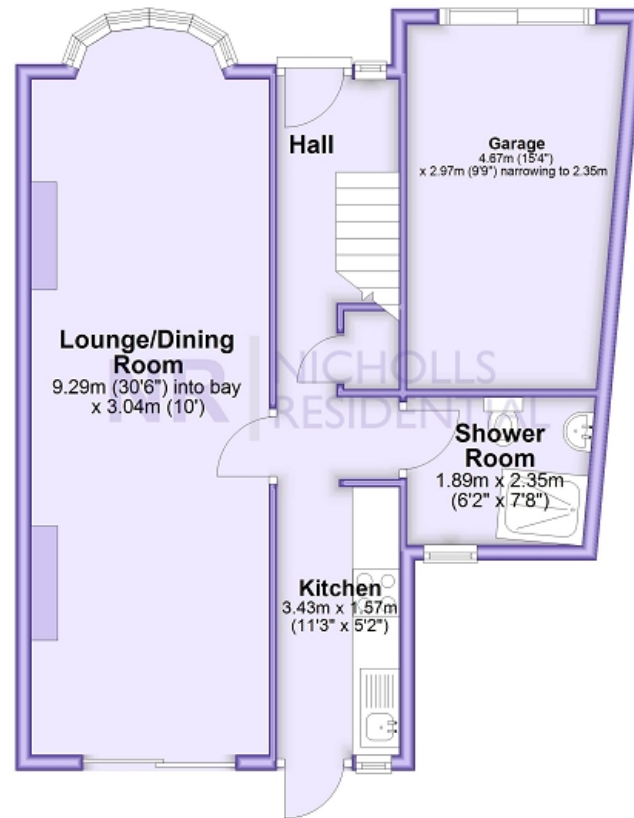 Hall
Garage
4.67m (15'4")
x 2.97m (9'9") narrowing to 2.35m
Lounge/Dining
Room
9.29m (30'6") into bay
x 3.04m (10')
NR | NICHOLLS
RESIDENTIAL
Shower
Room
1.89m x 2.35m
(6'2" x 7'8")
Kitchen
3.43m x 1.57m
(11'3" x 5'2")